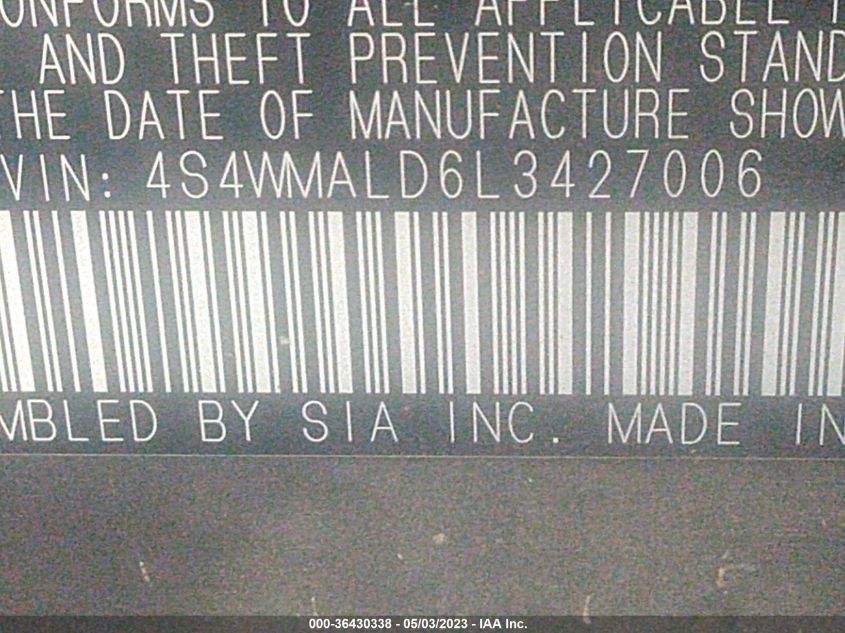 CONFORMS TO ALL APPLICABLE
AND THEFT PREVENTION STAND
THE DATE OF MANUFACTURE SHOW
VIN: 4S4WMALD6L3427006
MBLED BY SIA INC. MADE IN
000-36430338 - 05/03/2023 - IAA Inc.